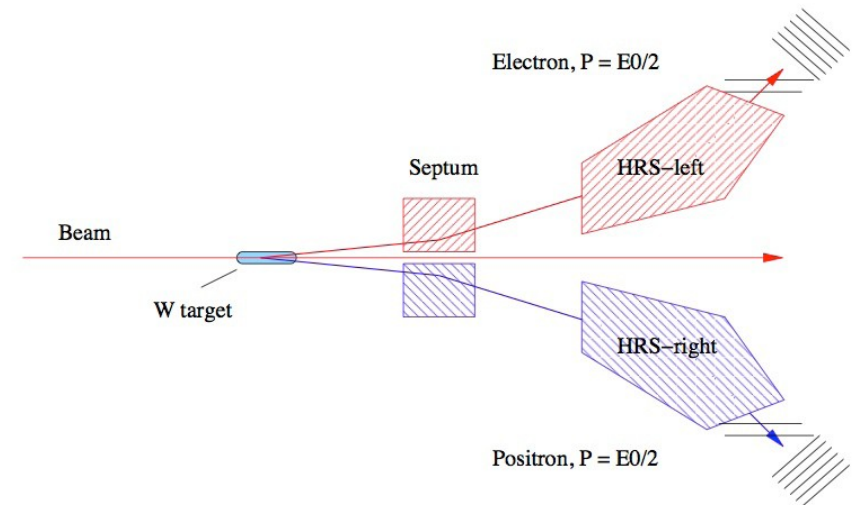 Electron, P = E0/2
Septum
HRS−left
Beam
W target
HRS−right
Positron, P = E0/2